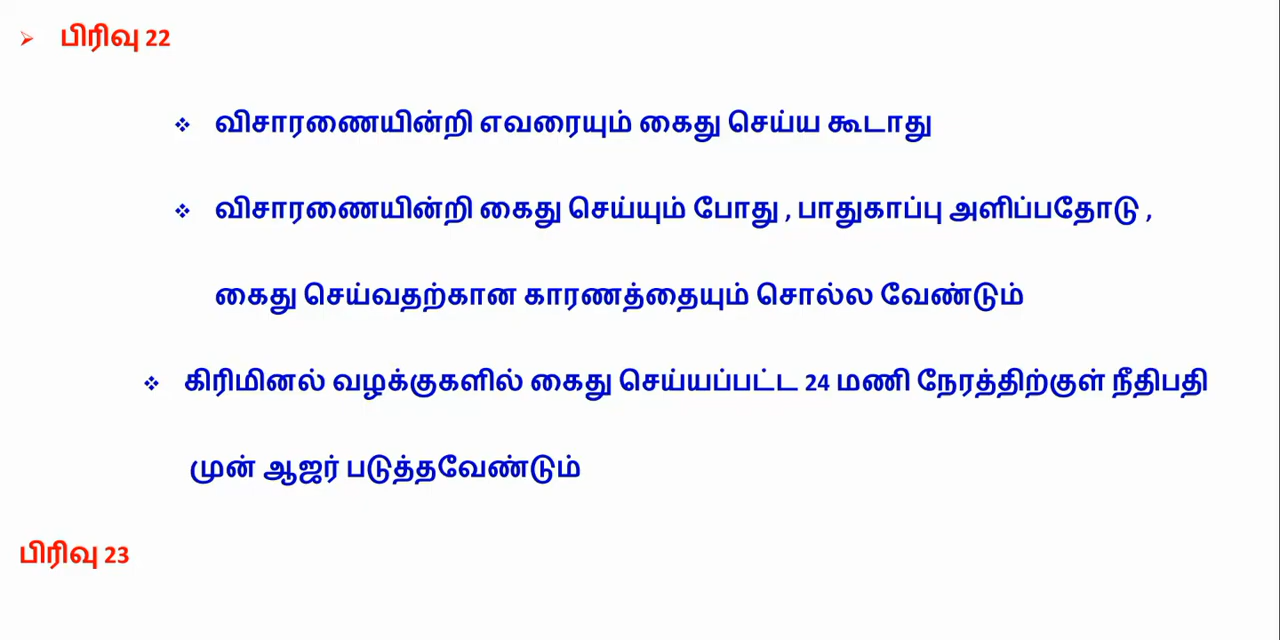 பிரிவு 22
விசாரணையின்றி எவரையும் கைது செய்ய கூடாது
விசாரணையின்றி கைது செய்யும் போது , பாதுகாப்பு அளிப்பதோடு ,
கைது செய்வதற்கான காரணத்தையும் சொல்ல வேண்டும்
கிரிமினல் வழக்குகளில் கைது செய்யப்பட்ட 24 மணி நேரத்திற்குள் நீதிபதி
முன் ஆஜர் படுத்தவேண்டும்
பிரிவு 23